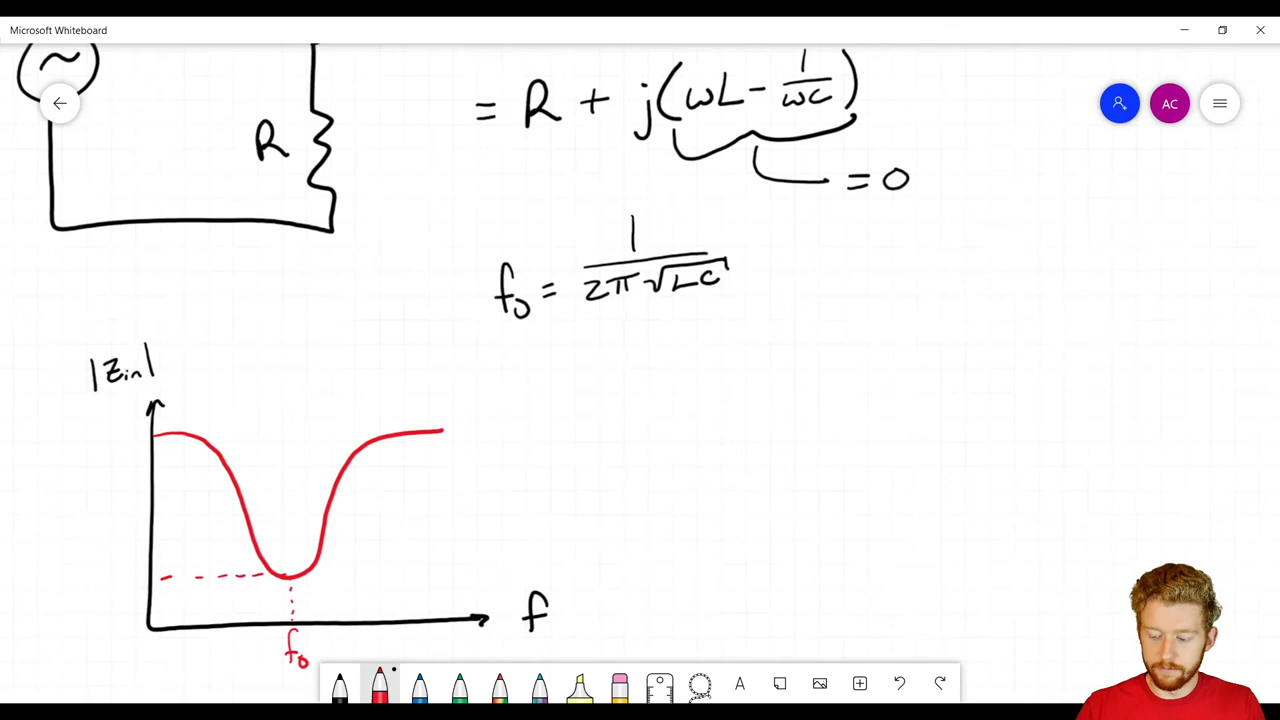 Microsoft Whiteboard
~
R
= R + j(ωL - 1/ωC)
= 0
f₀ = 1/2π√LC
AC
|Zin|
f
f₀
A